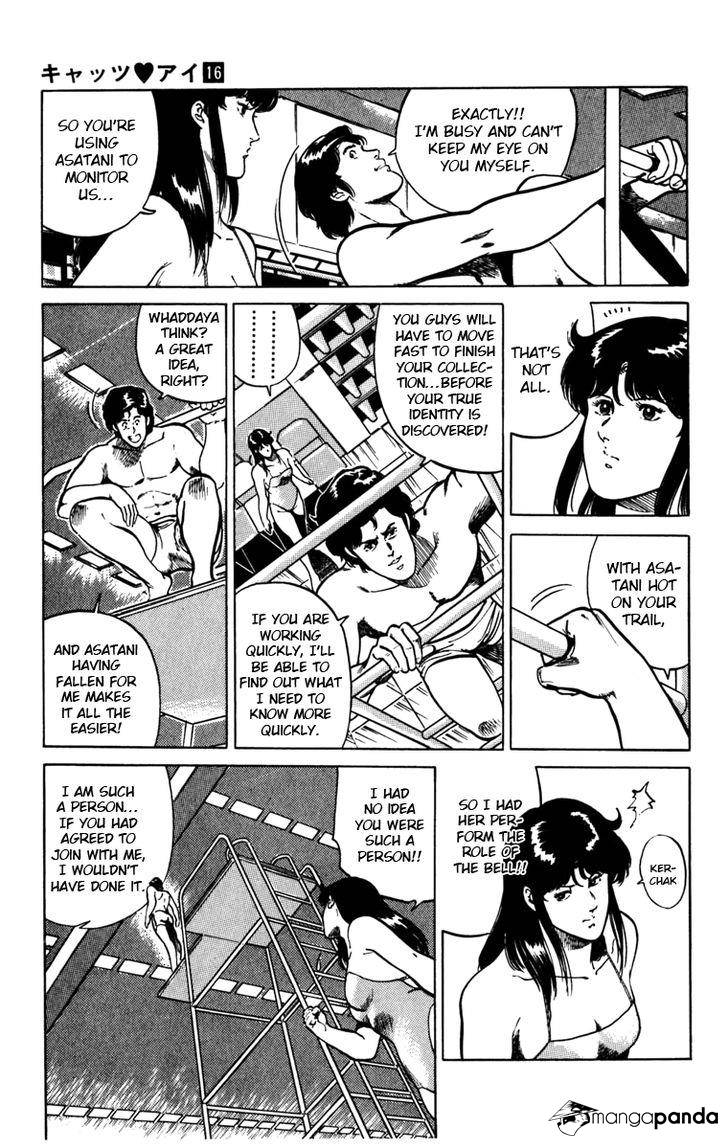 キャッツ♥アイ 16
SO YOU'RE
USING
ASATANI TO
MONITOR
US...
EXACTLY!!
I'M BUSY AND CAN'T
KEEP MY EYE ON
YOU MYSELF.
THAT'S
NOT
ALL.
WITH ASA-
TANI HOT
ON YOUR
TRAIL,
YOU GUYS WILL
HAVE TO MOVE
FAST TO FINISH
YOUR COLLEC-
TION...BEFORE
YOUR TRUE
IDENTITY IS
DISCOVERED!
IF YOU ARE
WORKING
QUICKLY, I'LL
BE ABLE TO
FIND OUT WHAT
I NEED TO
KNOW MORE
QUICKLY.
WHADDAYA
THINK?
A GREAT
IDEA,
RIGHT?
AND ASATANI
HAVING
FALLEN FOR
ME MAKES
IT ALL THE
EASIER!
SO I HAD
HER PER-
FORM THE
ROLE OF
THE BELL!!
KER-
CHAK
I HAD
NO IDEA
YOU WERE
SUCH A
PERSON!!
I AM SUCH
A PERSON...
IF YOU HAD
AGREED TO
JOIN WITH ME,
I WOULDN'T
HAVE DONE IT.
mangapanda